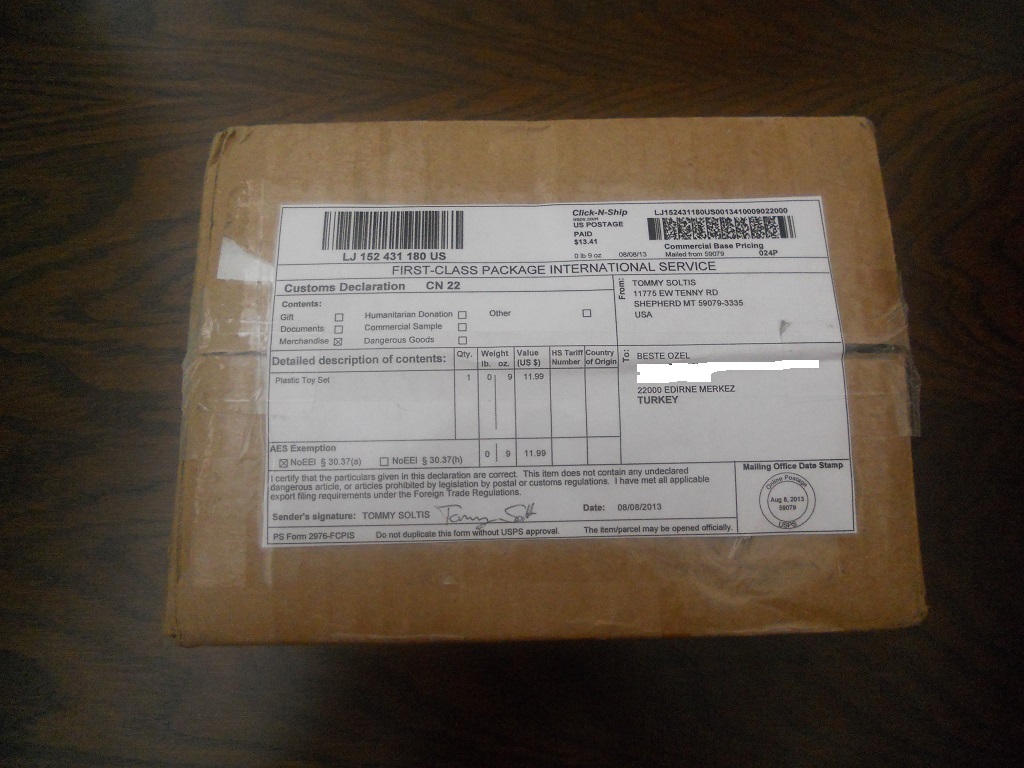 LJ 152 431 180 US
Click-N-Ship
usps.com
US POSTAGE
PAID
$13.41
0 lb 9 oz 08/08/13
LJ152431180US0013410009022000
Commercial Base Pricing
Mailed from 59079 024P
FIRST-CLASS PACKAGE INTERNATIONAL SERVICE
Customs Declaration CN 22
Contents:
Gift Humanitarian Donation Other
Documents Commercial Sample
Merchandise ☒ Dangerous Goods
From:
TOMMY SOLTIS
11775 EW TENNY RD
SHEPHERD MT 59079-3335
USA
Detailed description of contents:
Qty. Weight lb. oz. Value (US $) HS Tariff Number Country of Origin
Plastic Toy Set 1 0 9 11.99
To:
BESTE OZEL
22000 EDIRNE MERKEZ
TURKEY
AES Exemption
☒ NoEEI § 30.37(a) ☐ NoEEI § 30.37(h) 0 9 11.99
I certify that the particulars given in this declaration are correct. This item does not contain any undeclared
dangerous article, or articles prohibited by legislation by postal or customs regulations. I have met all applicable
export filing requirements under the Foreign Trade Regulations.
Sender's signature: TOMMY SOLTIS Tommy Soltis Date: 08/08/2013
PS Form 2976-FCPIS Do not duplicate this form without USPS approval. The item/parcel may be opened officially.
Mailing Office Date Stamp
Online Postage
Aug 8, 2013
59079
USPS